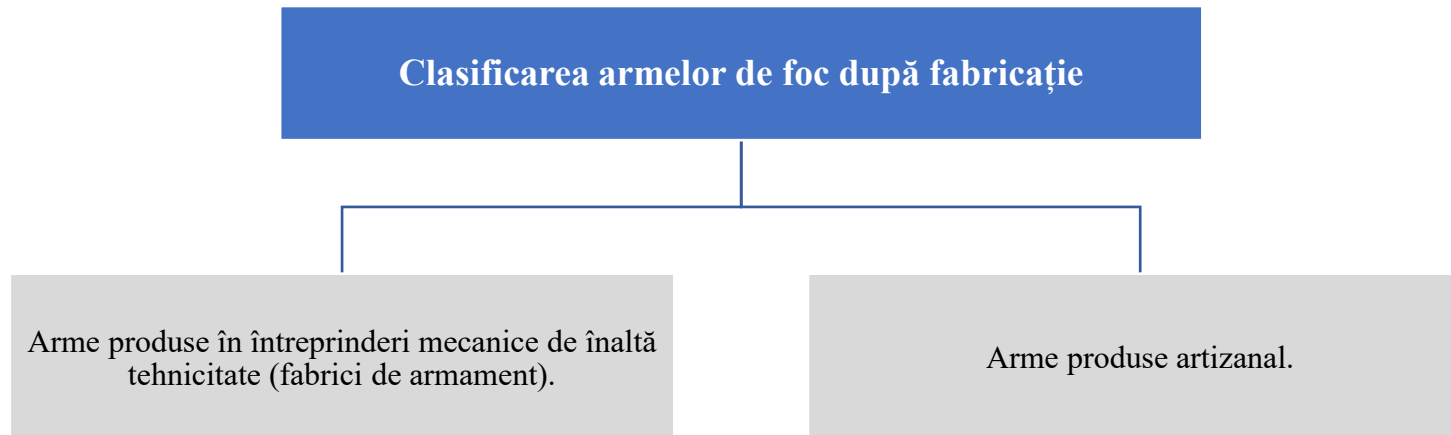 Clasificarea armelor de foc după fabricație
Arme produse în întreprinderi mecanice de înaltă
tehnicitate (fabrici de armament).
Arme produse artizanal.